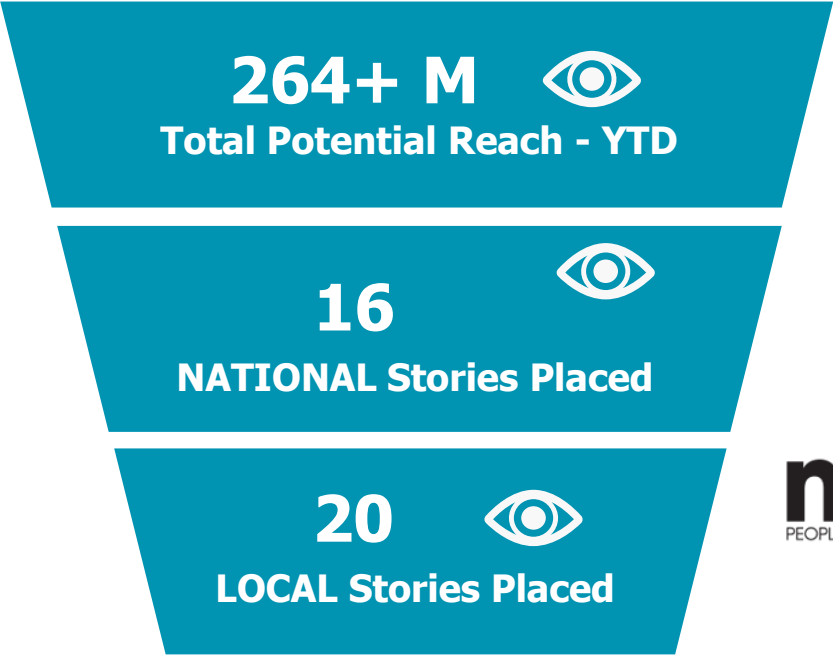 264+ M
Total Potential Reach - YTD
16
NATIONAL Stories Placed
20
LOCAL Stories Placed